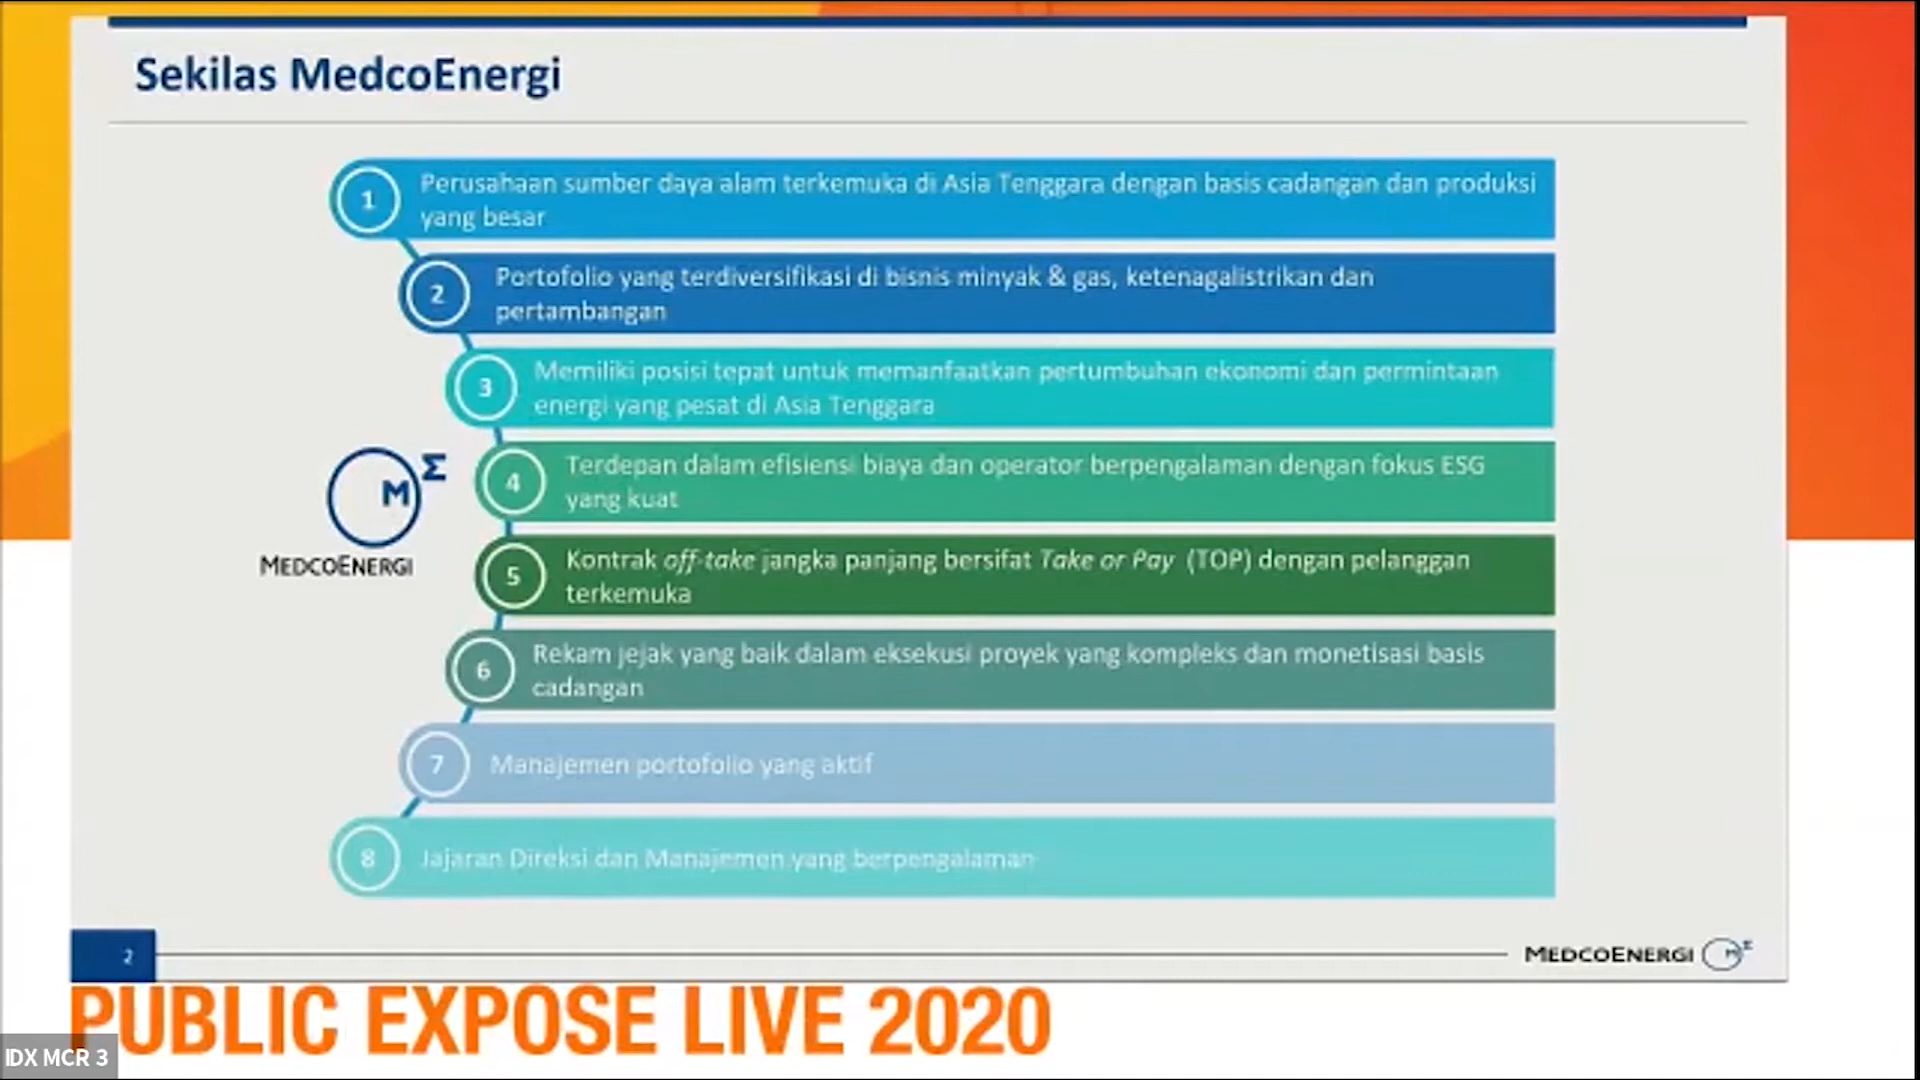 Sekilas MedcoEnergi
1
Perusahaan sumber daya alam terkemuka di Asia Tenggara dengan basis cadangan dan produksi
yang besar
2
Portofolio yang terdiversifikasi di bisnis minyak & gas, ketenagalistrikan dan
pertambangan
3
Memiliki posisi tepat untuk memanfaatkan pertumbuhan ekonomi dan permintaan
energi yang pesat di Asia Tenggara
4
Terdepan dalam efisiensi biaya dan operator berpengalaman dengan fokus ESG
yang kuat
M Σ
MEDCOENERGI
5
Kontrak off-take jangka panjang bersifat Take or Pay (TOP) dengan pelanggan
terkemuka
6
Rekam jejak yang baik dalam eksekusi proyek yang kompleks dan monetisasi basis
cadangan
7
Manajemen portofolio yang aktif
8
Jajaran Direksi dan Manajemen yang berpengalaman
2
MEDCOENERGI M Σ
PUBLIC EXPOSE LIVE 2020
IDX MCR 3